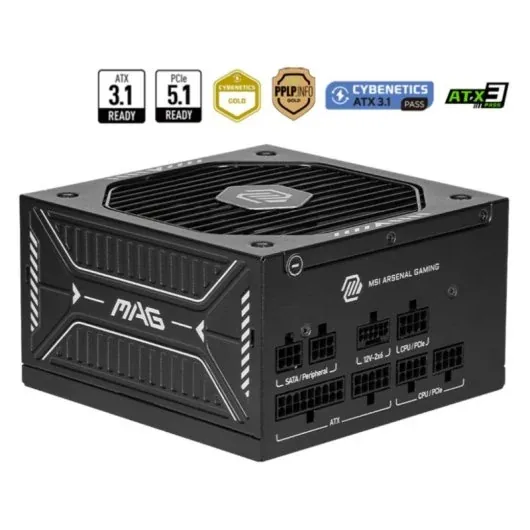 ATX
3.1
READY
PCIe
5.1
READY
CYBENETICS
GOLD
PPLP.INFO
GOLD
CYBENETICS
ATX 3.1 PASS
ATX3
PASS
MSI ARSENAL GAMING
MAG
SATA / Peripheral
12V-2x6
CPU / PCIe
ATX
CPU / PCIe